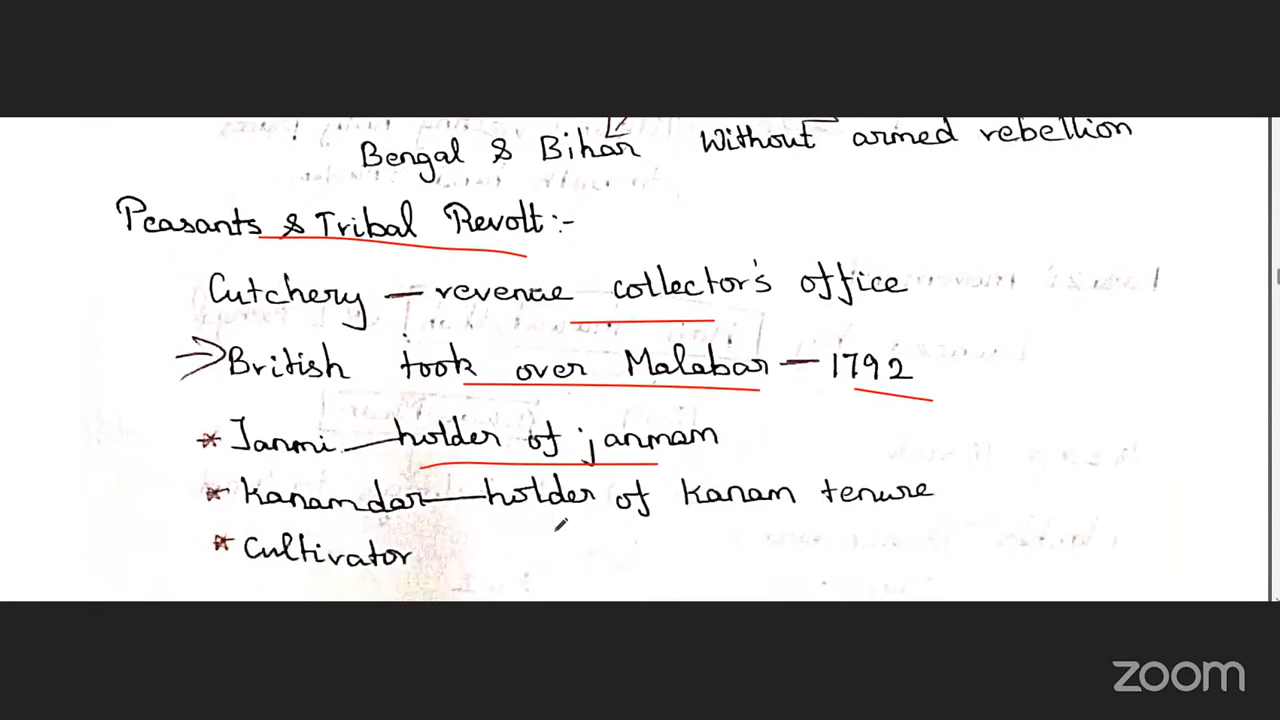 Bengal & Bihar Without armed rebellion
Peasants & Tribal Revolt :-
Cutchery — revenue collector's office
→ British took over Malabar — 1792
* Janmi — holder of janmam
* Kanamdar — holder of Kanam tenure
* Cultivator
zoom